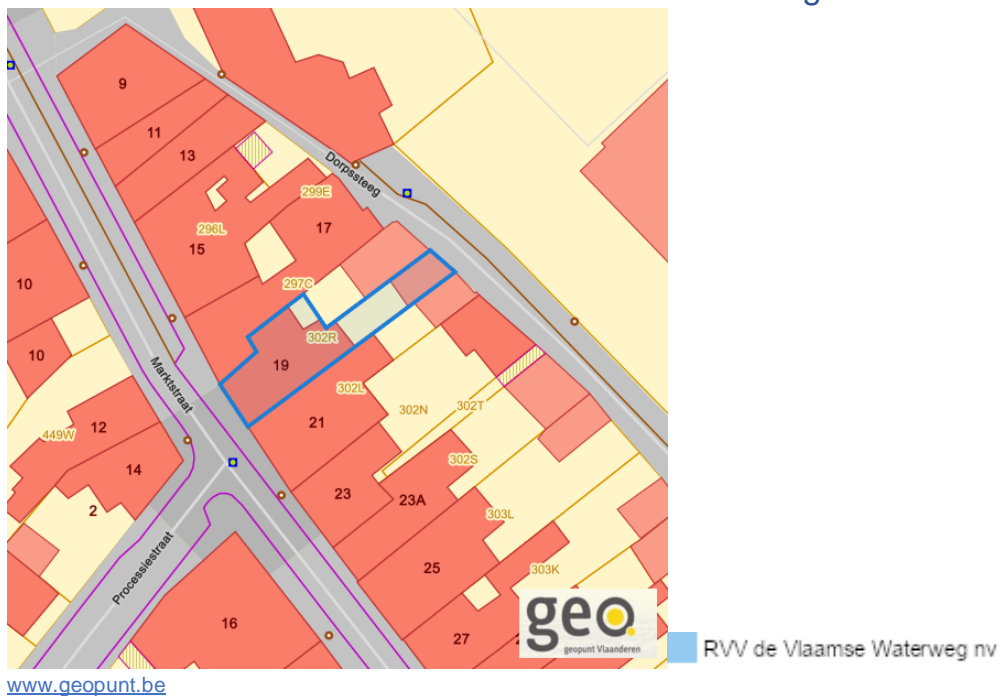 9
11
13
Dorpssteeg
299E
17
296L
15
10
297C
302R
19
10
Marktstraat
302L
302N
302T
21
449W
12
14
302S
2
23
23A
303L
Processiestraat
25
303K
16
27
geo.
geopunt Vlaanderen
RVV de Vlaamse Waterweg nv
www.geopunt.be